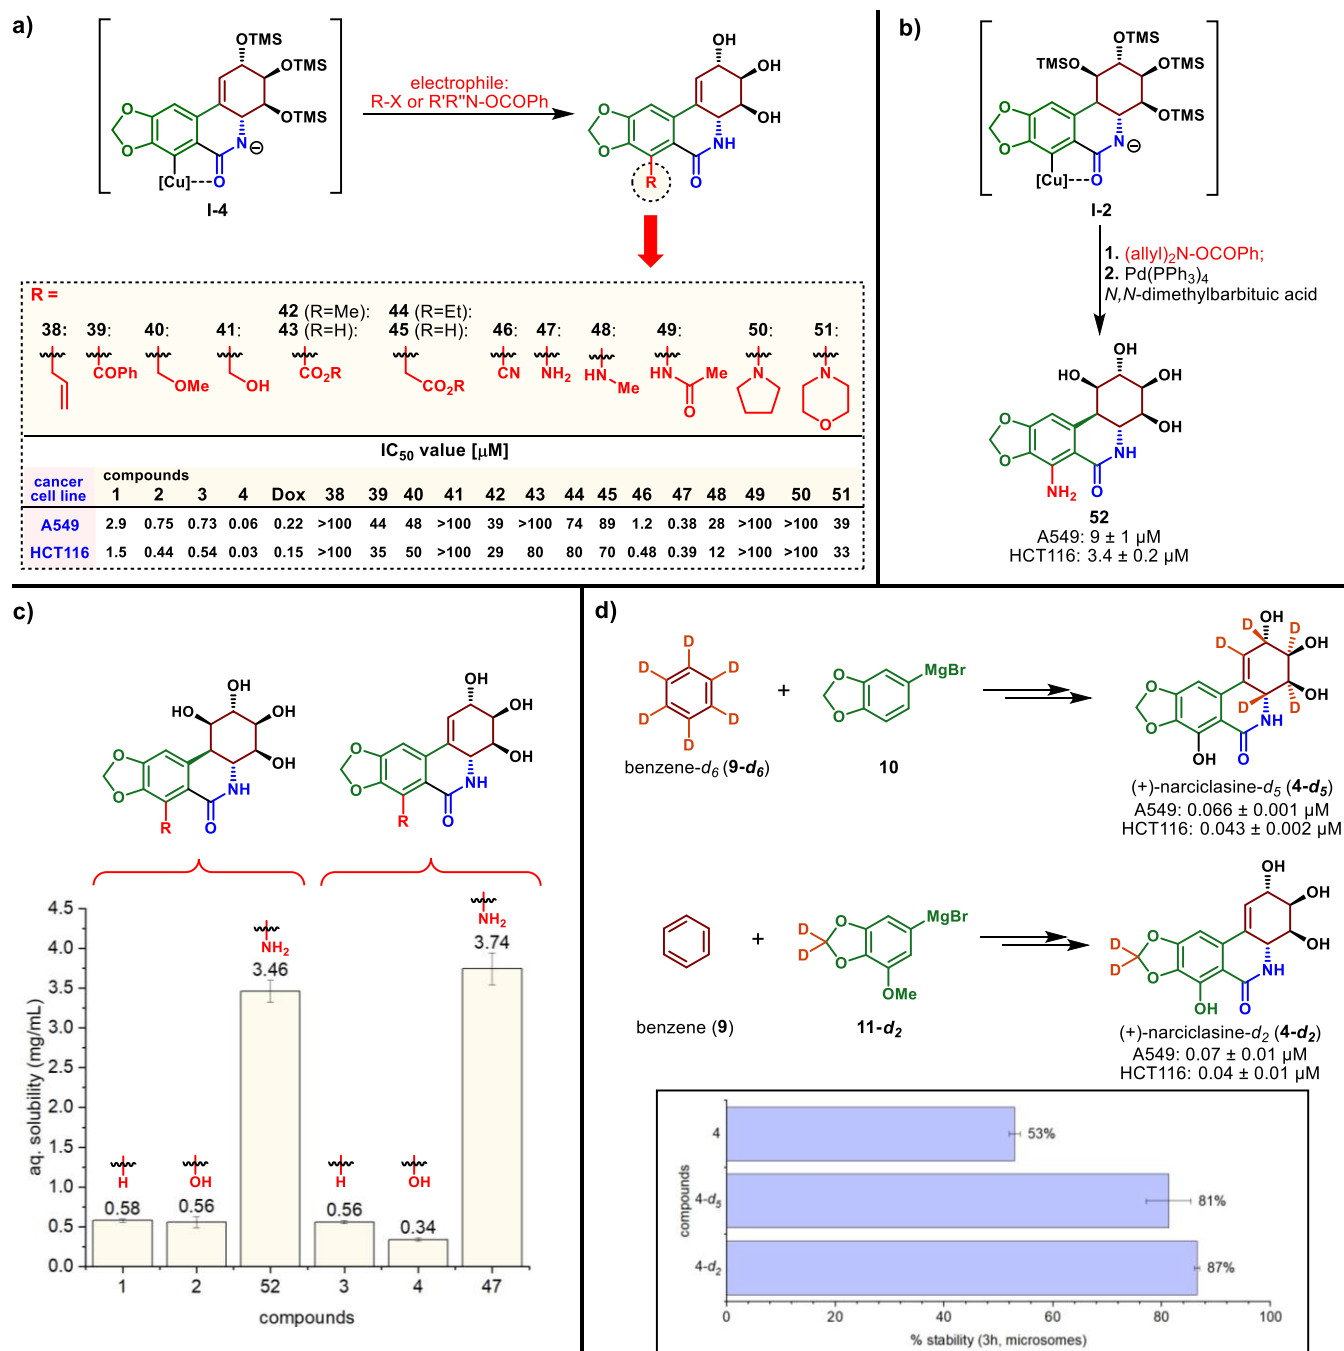 a)
OTMS
OTMS
OTMS
O
O
N
⊖
[Cu]---O
I-4
electrophile:
R-X or R'R"N-OCOPh
OH
OH
OH
O
O
NH
R
O
R =
42 (R=Me): 44 (R=Et):
38: 39: 40: 41: 43 (R=H): 45 (R=H): 46: 47: 48: 49: 50: 51:
COPh
OMe
OH
CO2R
CO2R
CN
NH2
HN
Me
HN
Me
O
N
N
O
IC50 value [μM]
cancer cell line compounds
1 2 3 4 Dox 38 39 40 41 42 43 44 45 46 47 48 49 50 51
A549 2.9 0.75 0.73 0.06 0.22 >100 44 48 >100 39 >100 74 89 1.2 0.38 28 >100 >100 39
HCT116 1.5 0.44 0.54 0.03 0.15 >100 35 50 >100 29 80 80 70 0.48 0.39 12 >100 >100 33
b)
OTMS
TMSO
OTMS
OTMS
O
O
N
⊖
[Cu]---O
I-2
1. (allyl)2N-OCOPh;
2. Pd(PPh3)4
N,N-dimethylbarbituic acid
OH
HO
OH
OH
O
O
NH
NH2
O
52
A549: 9 ± 1 μM
HCT116: 3.4 ± 0.2 μM
c)
OH
HO
OH
OH
O
O
NH
R
O
OH
OH
OH
O
O
NH
R
O
aq. solubility (mg/mL)
4.5
4.0
3.5
3.0
2.5
2.0
1.5
1.0
0.5
0.0
H
0.58
OH
0.56
NH2
3.46
H
0.56
OH
0.34
NH2
3.74
1 2 52 3 4 47
compounds
d)
D
D
D
D
D
D
benzene-d6 (9-d6)
+
O
O
MgBr
10
OH
D
D
D
OH
OH
D
D
O
O
NH
OH
O
(+)-narciclasine-d5 (4-d5)
A549: 0.066 ± 0.001 μM
HCT116: 0.043 ± 0.002 μM
benzene (9)
+
D
D
O
O
MgBr
OMe
11-d2
OH
OH
OH
D
D
O
O
NH
OH
O
(+)-narciclasine-d2 (4-d2)
A549: 0.07 ± 0.01 μM
HCT116: 0.04 ± 0.01 μM
compounds
4
53%
4-d5
81%
4-d2
87%
0 20 40 60 80 100
% stability (3h, microsomes)